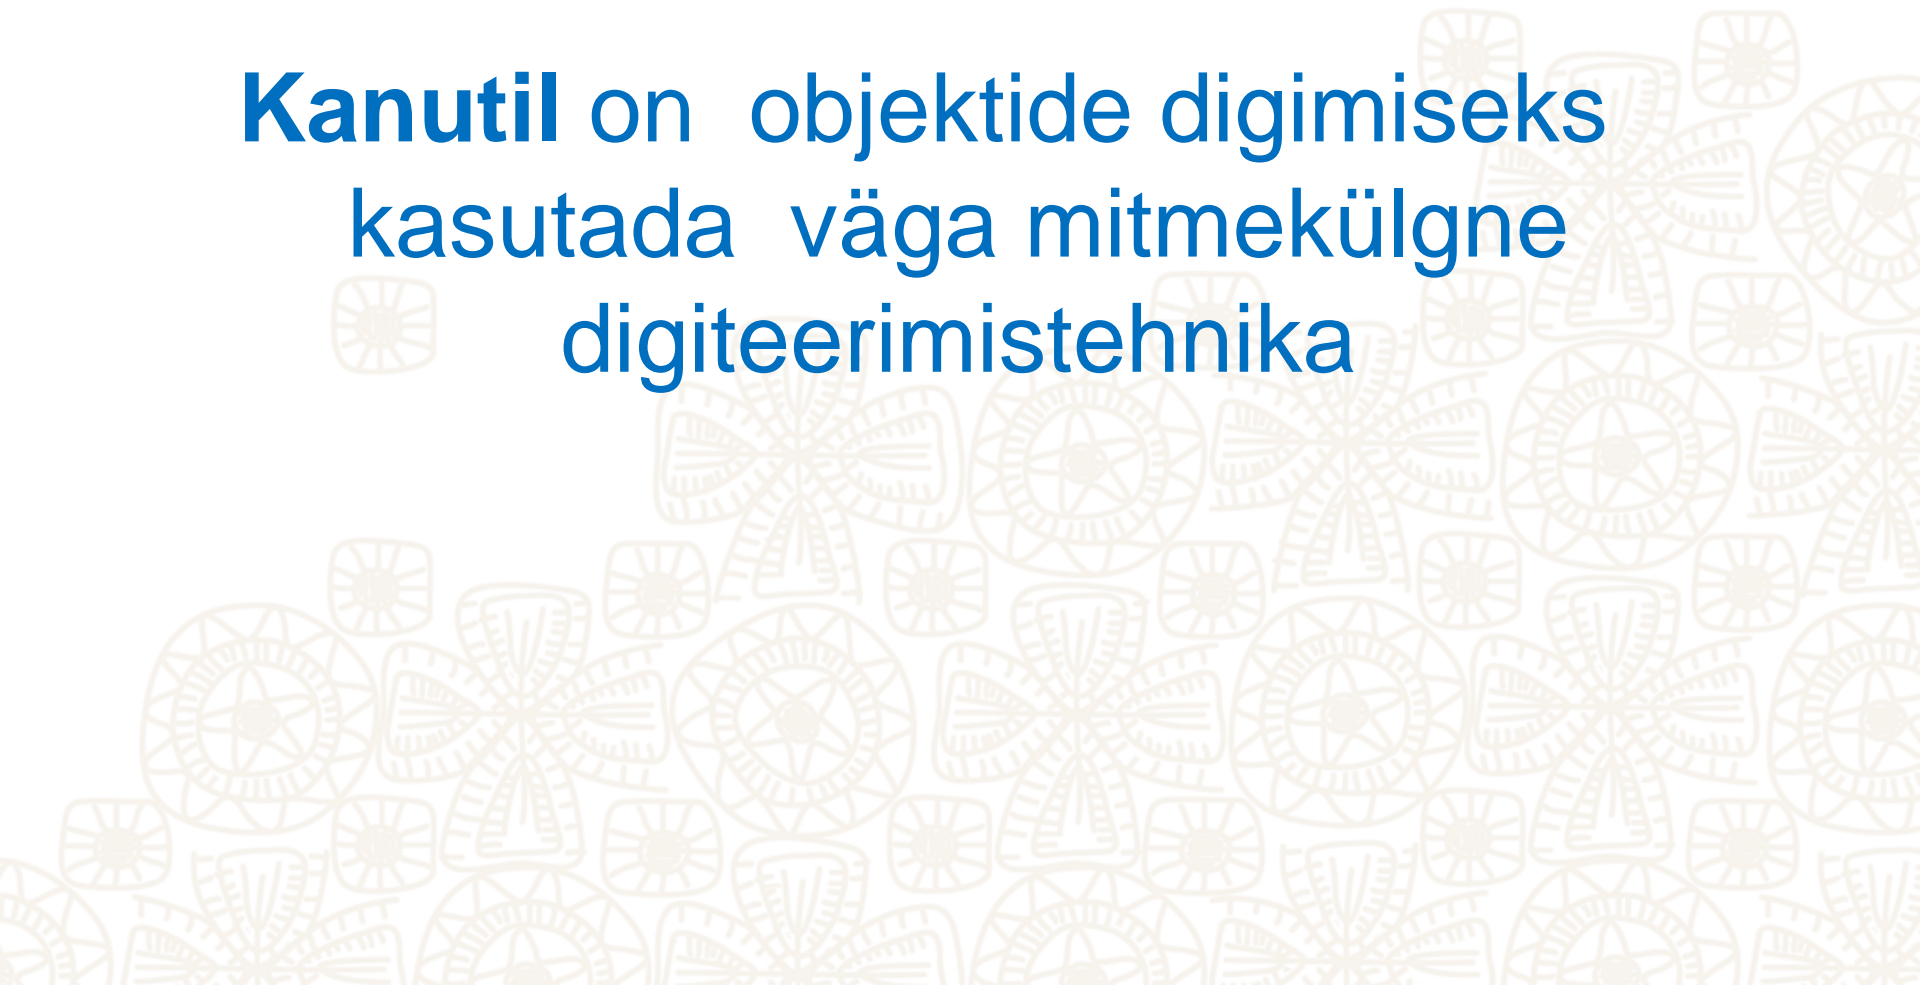 Kanutil on  objektide digimiseks
kasutada  väga mitmekülgne
digiteerimistehnika